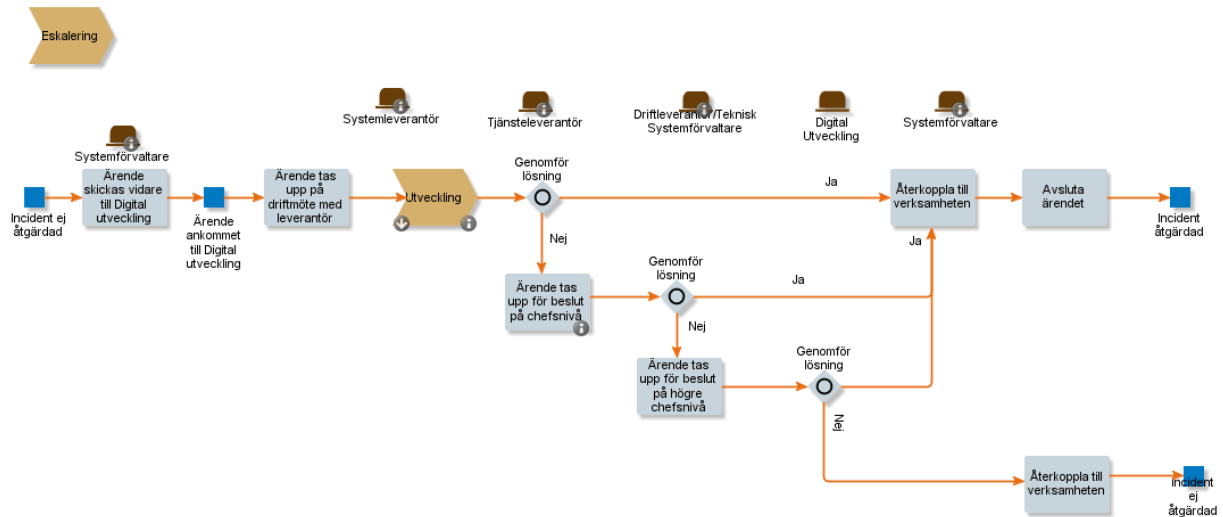 Eskalering
Systemleverantör
Tjänsteleverantör
Driftleverantör/Teknisk
Systemförvaltare
Digital
Utveckling
Systemförvaltare
Systemförvaltare
Incident ej
åtgärdad
Ärende
skickas vidare
till Digital
utveckling
Ärende
ankommet
till Digital
utveckling
Ärende tas
upp på
driftmöte med
leverantör
Utveckling
Genomför
lösning
Ja
Återkoppla till
verksamheten
Avsluta
ärendet
Incident
åtgärdad
Nej
Ärende tas
upp för beslut
på chefsnivå
Genomför
lösning
Ja
Ja
Nej
Ärende tas
upp för beslut
på högre
chefsnivå
Genomför
lösning
Nej
Återkoppla till
verksamheten
Incident
ej
åtgärdad